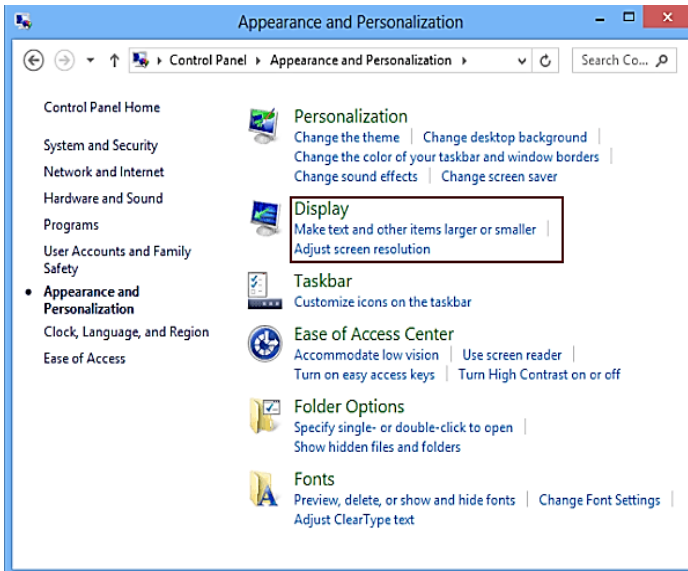 Appearance and Personalization
Control Panel Appearance and Personalization Search Co...
Control Panel Home
System and Security
Network and Internet
Hardware and Sound
Programs
User Accounts and Family
Safety
Appearance and
Personalization
Clock, Language, and Region
Ease of Access
Personalization
Change the theme Change desktop background
Change the color of your taskbar and window borders
Change sound effects Change screen saver
Display
Make text and other items larger or smaller
Adjust screen resolution
Taskbar
Customize icons on the taskbar
Ease of Access Center
Accommodate low vision Use screen reader
Turn on easy access keys Turn High Contrast on or off
Folder Options
Specify single- or double-click to open
Show hidden files and folders
Fonts
Preview, delete, or show and hide fonts Change Font Settings
Adjust ClearType text